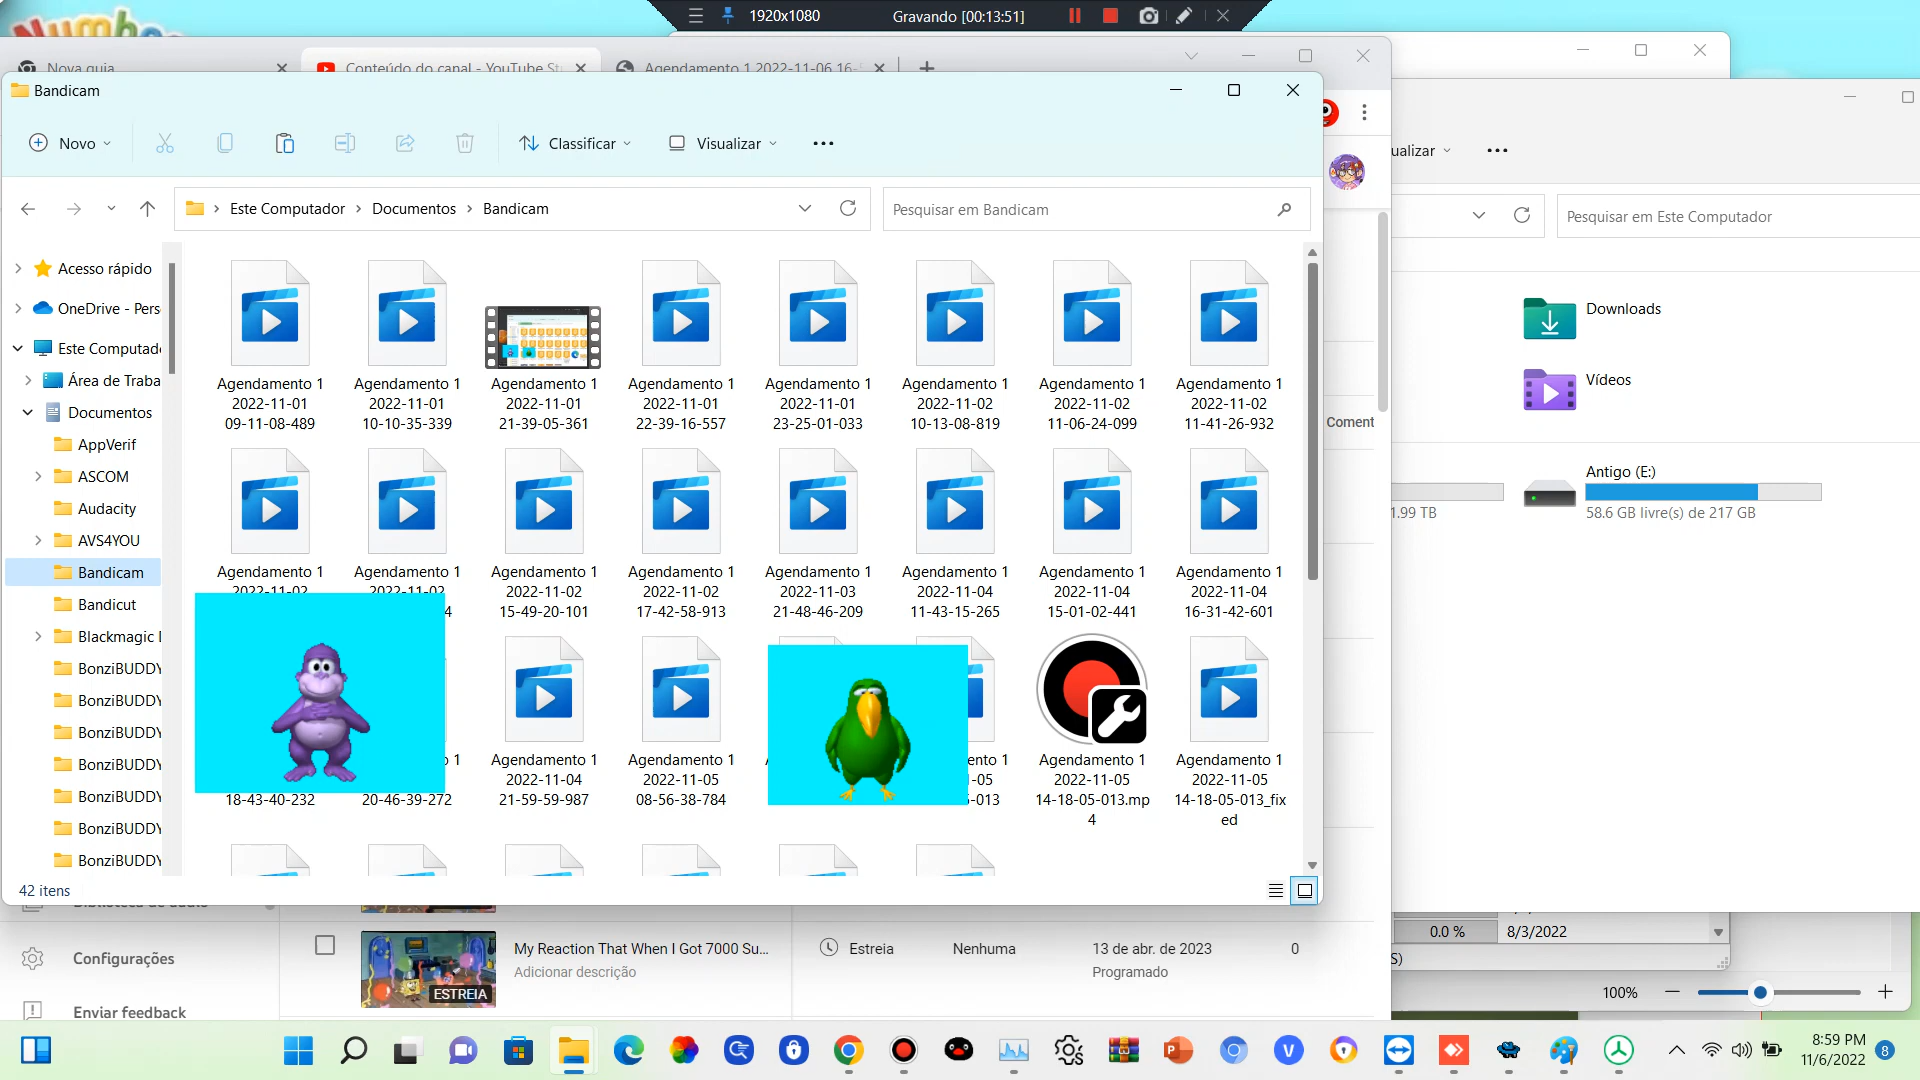 1920x1080
Gravando [00:13:51]
Nova guia
Conteúdo do canal - YouTube St
Agendamento 1 2022-11-06 16-
Bandicam
Novo
Classificar
Visualizar
Este Computador
Documentos
Bandicam
Pesquisar em Bandicam
ualizar
Pesquisar em Este Computador
Acesso rápido
OneDrive - Pers
Este Computado
Área de Traba
Documentos
AppVerif
ASCOM
Audacity
AVS4YOU
Bandicam
Bandicut
Blackmagic
BonziBUDDY
BonziBUDDY
BonziBUDDY
BonziBUDDY
BonziBUDDY
BonziBUDDY
BonziBUDDY
Agendamento 1
2022-11-01
09-11-08-489
Agendamento 1
2022-11-01
10-10-35-339
Agendamento 1
2022-11-01
21-39-05-361
Agendamento 1
2022-11-01
22-39-16-557
Agendamento 1
2022-11-01
23-25-01-033
Agendamento 1
2022-11-02
10-13-08-819
Agendamento 1
2022-11-02
11-06-24-099
Agendamento 1
2022-11-02
11-41-26-932
Agendamento 1
2022-11-02
Agendamento 1
2022-11-02
4
Agendamento 1
2022-11-02
15-49-20-101
Agendamento 1
2022-11-02
17-42-58-913
Agendamento 1
2022-11-03
21-48-46-209
Agendamento 1
2022-11-04
11-43-15-265
Agendamento 1
2022-11-04
15-01-02-441
Agendamento 1
2022-11-04
16-31-42-601
18-43-40-232
o 1
20-46-39-272
Agendamento 1
2022-11-04
21-59-59-987
Agendamento 1
2022-11-05
08-56-38-784
ento 1
-05
-013
Agendamento 1
2022-11-05
14-18-05-013.mp
4
Agendamento 1
2022-11-05
14-18-05-013_fix
ed
42 itens
Coment
Downloads
Vídeos
1.99 TB
Antigo (E:)
58.6 GB livre(s) de 217 GB
Configurações
Enviar feedback
My Reaction That When I Got 7000 Su...
Adicionar descrição
ESTREIA
Estreia
Nenhuma
13 de abr. de 2023
Programado
0
0.0 %
8/3/2022
S)
100%
8:59 PM
11/6/2022
8